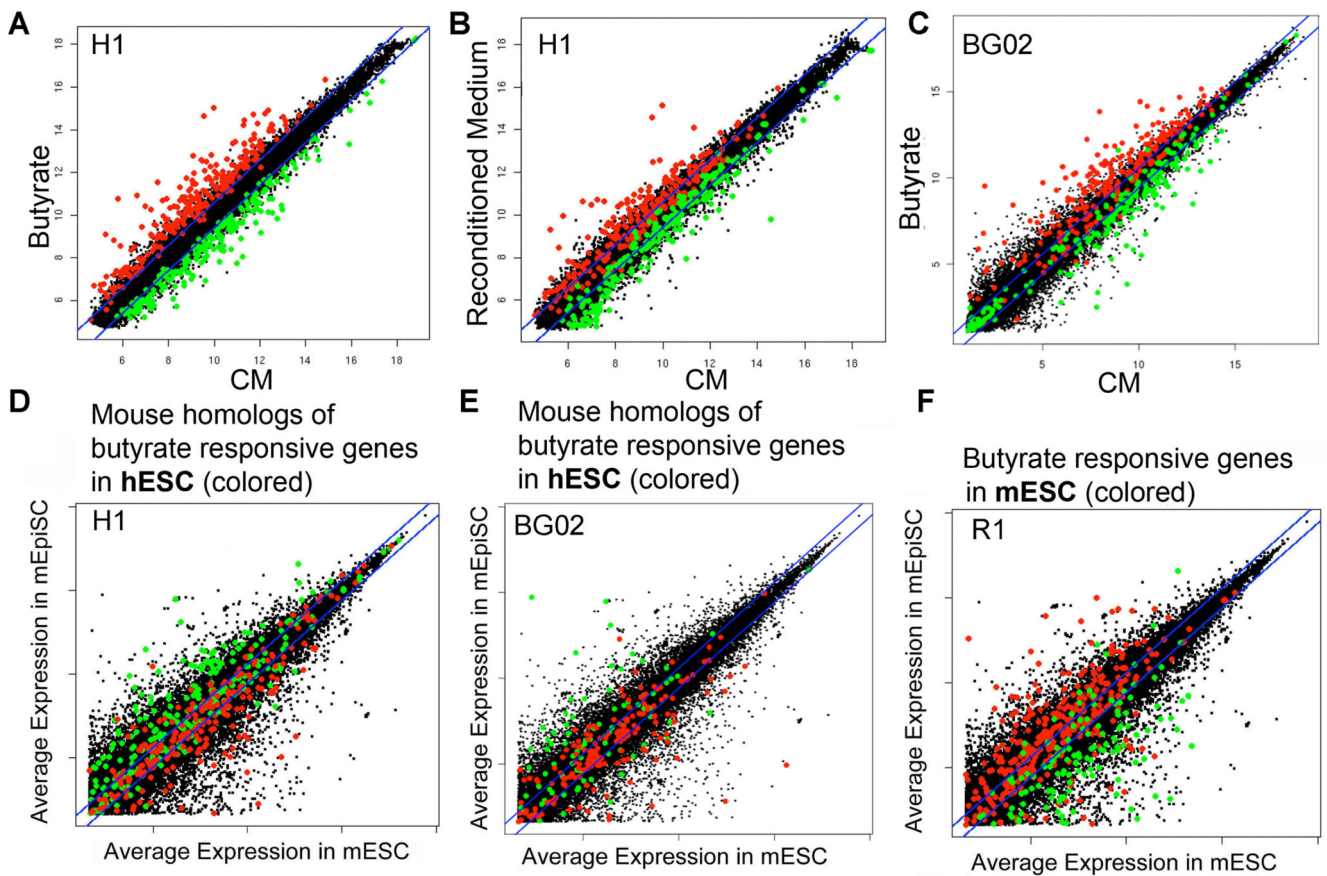 A
H1
Butyrate
18
16
14
12
10
8
6
6 8 10 12 14 16 18
CM
B
H1
Reconditioned Medium
18
16
14
12
10
8
6
6 8 10 12 14 16 18
CM
C
BG02
Butyrate
15
10
5
5 10 15
CM
D
Mouse homologs of
butyrate responsive genes
in hESC (colored)
H1
Average Expression in mEpiSC
Average Expression in mESC
E
Mouse homologs of
butyrate responsive genes
in hESC (colored)
BG02
Average Expression in mEpiSC
Average Expression in mESC
F
Butyrate responsive genes
in mESC (colored)
R1
Average Expression in mEpiSC
Average Expression in mESC